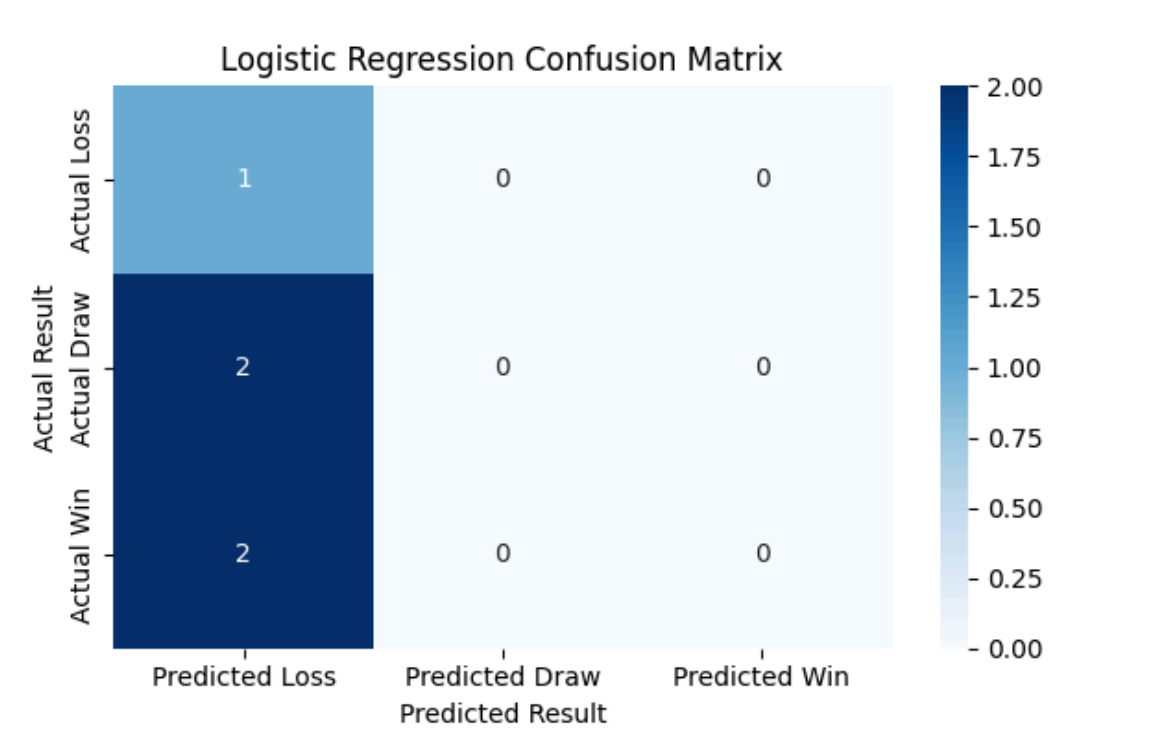 Logistic Regression Confusion Matrix
Actual Result
Actual Loss
1 0 0
Actual Draw
2 0 0
Actual Win
2 0 0
Predicted Loss Predicted Draw Predicted Win
Predicted Result
2.00
1.75
1.50
1.25
1.00
0.75
0.50
0.25
0.00